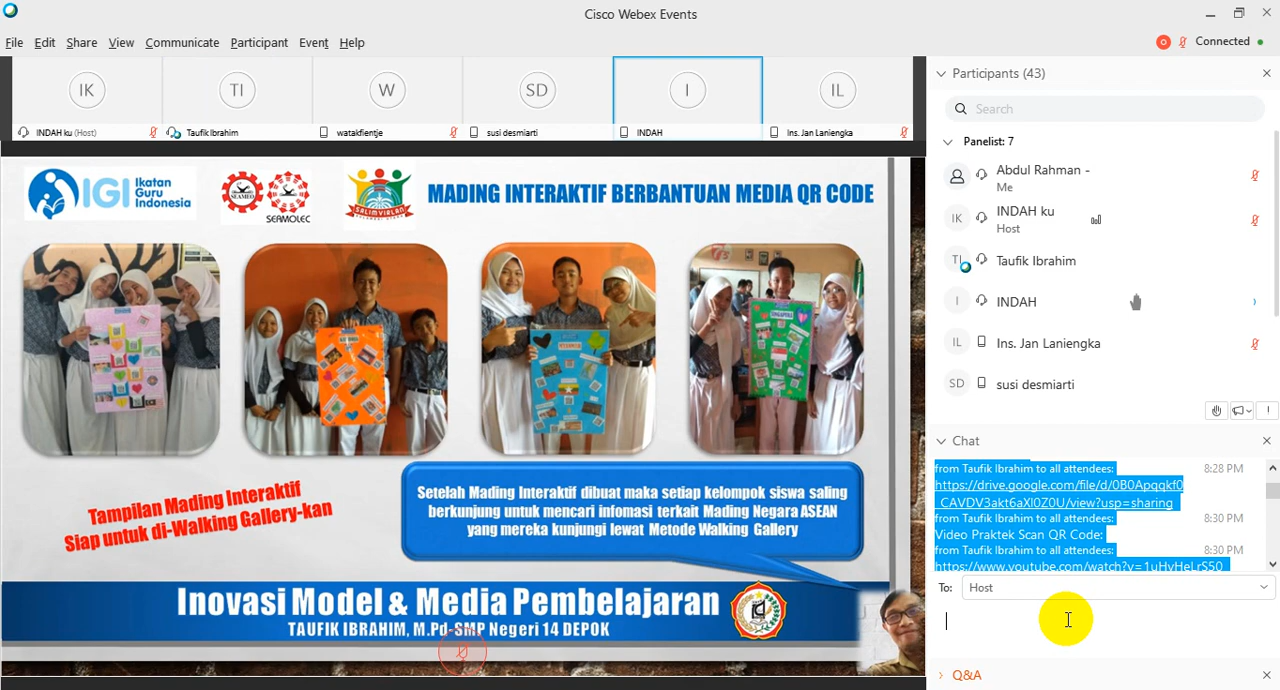 Cisco Webex Events
File Edit Share View Communicate Participant Event Help
Connected
IK
TI
W
SD
I
IL
INDAH ku (Host)
Taufik Ibrahim
watakfientje
susi desmiarti
INDAH
Ins. Jan Laniengka
IGI Ikatan
Guru
Indonesia
SEAMEO
SEAMOLEC
MADING INTERAKTIF BERBANTUAN MEDIA QR CODE
Tampilan Mading Interaktif
Siap untuk di-Walking Gallery-kan
Setelah Mading Interaktif dibuat maka setiap kelompok siswa saling
berkunjung untuk mencari infomasi terkait Mading Negara ASEAN
yang mereka kunjungi lewat Metode Walking Gallery
Inovasi Model & Media Pembelajaran
TAUFIK IBRAHIM, M.Pd-SMP Negeri 14 DEPOK
Participants (43)
Search
Panelist: 7
Abdul Rahman -
Me
IK
INDAH ku
Host
TI
Taufik Ibrahim
I
INDAH
IL
Ins. Jan Laniengka
SD
susi desmiarti
Chat
from Taufik Ibrahim to all attendees: 8:28 PM
https://drive.google.com/file/d/0B0Apqqkf0
_CAVDV3akt6aXl0Z0U/view?usp=sharing
from Taufik Ibrahim to all attendees: 8:30 PM
Video Praktek Scan QR Code:
from Taufik Ibrahim to all attendees: 8:30 PM
https://www.youtube.com/watch?v=1uHyHeLrS50
To: Host
Q&A